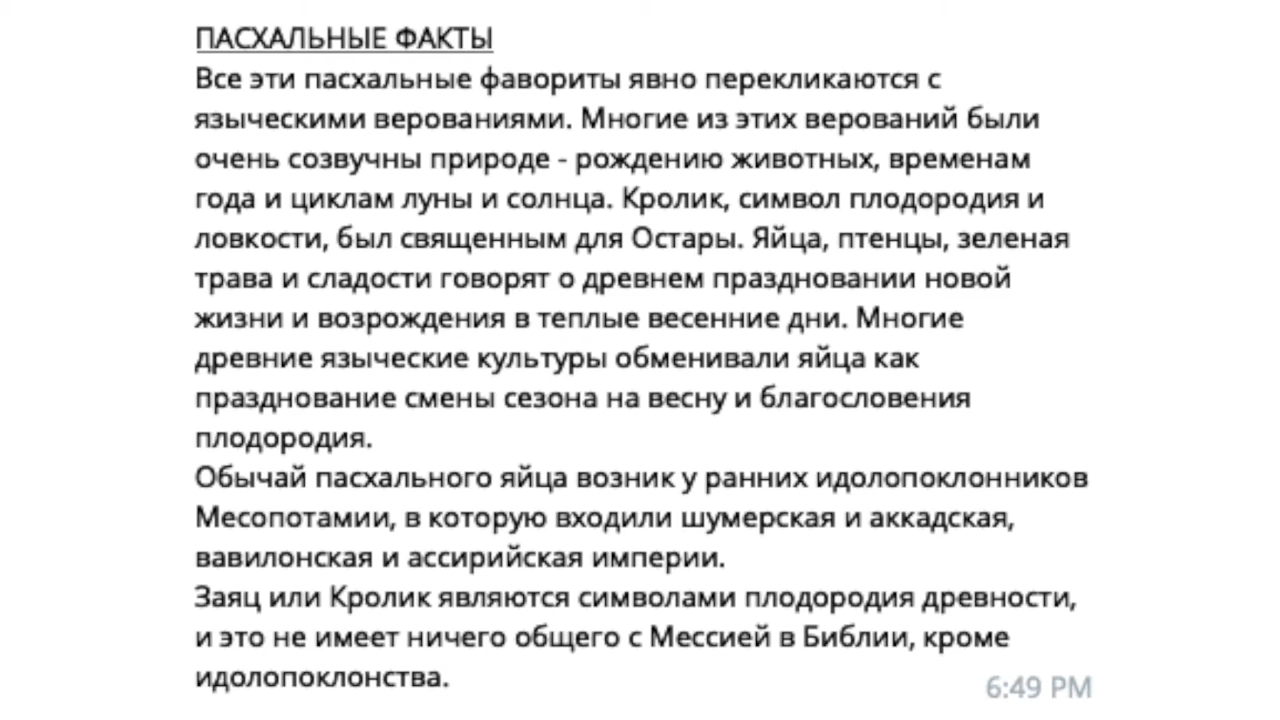 ПАСХАЛЬНЫЕ ФАКТЫ
Все эти пасхальные фавориты явно перекликаются с
языческими верованиями. Многие из этих верований были
очень созвучны природе - рождению животных, временам
года и циклам луны и солнца. Кролик, символ плодородия и
ловкости, был священным для Остары. Яйца, птенцы, зеленая
трава и сладости говорят о древнем праздновании новой
жизни и возрождения в теплые весенние дни. Многие
древние языческие культуры обменивали яйца как
празднование смены сезона на весну и благословения
плодородия.
Обычай пасхального яйца возник у ранних идолопоклонников
Месопотамии, в которую входили шумерская и аккадская,
вавилонская и ассирийская империи.
Заяц или Кролик являются символами плодородия древности,
и это не имеет ничего общего с Мессией в Библии, кроме
идолопоклонства.
6:49 PM